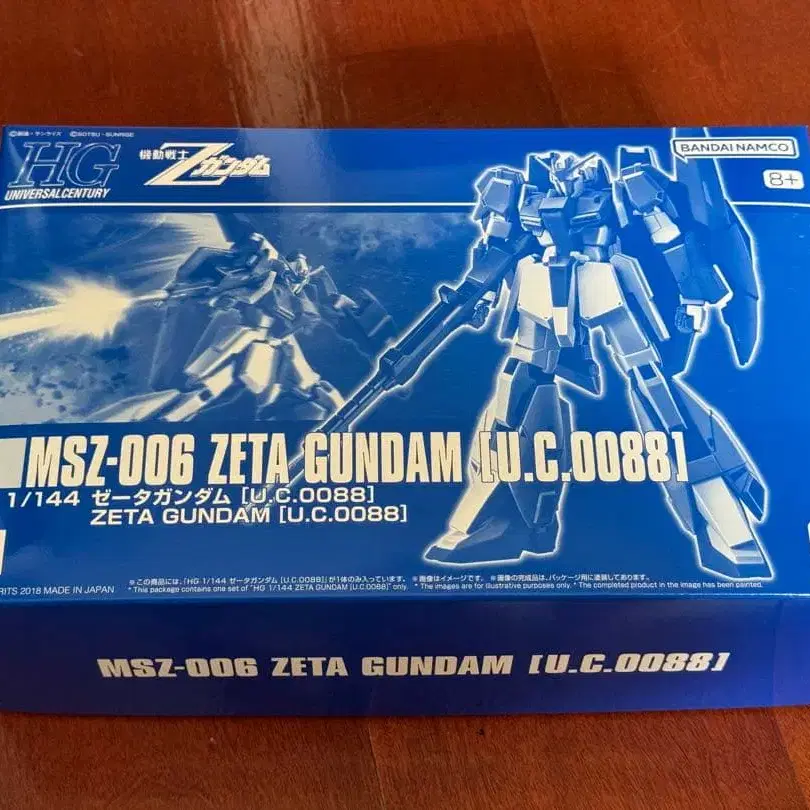 ©創通・サンライズ ©SOTSU・SUNRISE
HG
UNIVERSAL CENTURY
機動戦士
Zガンダム
BANDAI NAMCO
8+
MSZ-006 ZETA GUNDAM [U.C.0088]
1/144 ゼータガンダム [U.C.0088]
ZETA GUNDAM [U.C.0088]
※この商品には、「HG 1/144 ゼータガンダム [U.C.0088]」が1体のみ入っています。 ※画像はイメージです。 ※画像の完成品は、パッケージ用に塗装してあります。
* This package contains one set of "HG 1/144 ZETA GUNDAM [U.C.0088]" only. * The images are for illustrative purposes only. * The completed product in the image has been painted.
RITS 2018 MADE IN JAPAN
MSZ-006 ZETA GUNDAM [U.C.0088]